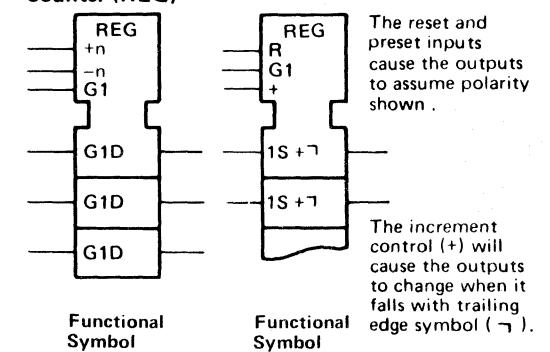 Counter (REG)
REG
+n
−n
G1
G1D
G1D
G1D
Functional
Symbol
REG
R
G1
+
1S +¬
1S +¬
Functional
Symbol
The reset and
preset inputs
cause the outputs
to assume polarity
shown .
The increment
control (+) will
cause the outputs
to change when it
falls with trailing
edge symbol ( ¬ ).